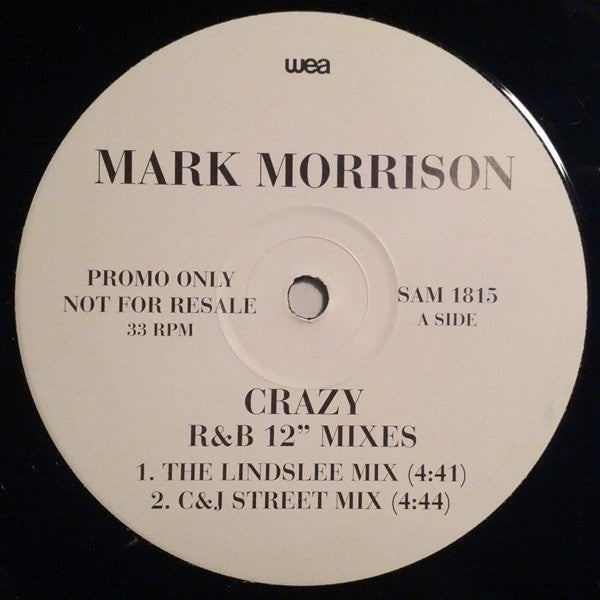 wea
MARK MORRISON
PROMO ONLY
NOT FOR RESALE
33 RPM
SAM 1815
A SIDE
CRAZY
R&B 12” MIXES
1. THE LINDSLEE MIX (4:41)
2. C&J STREET MIX (4:44)